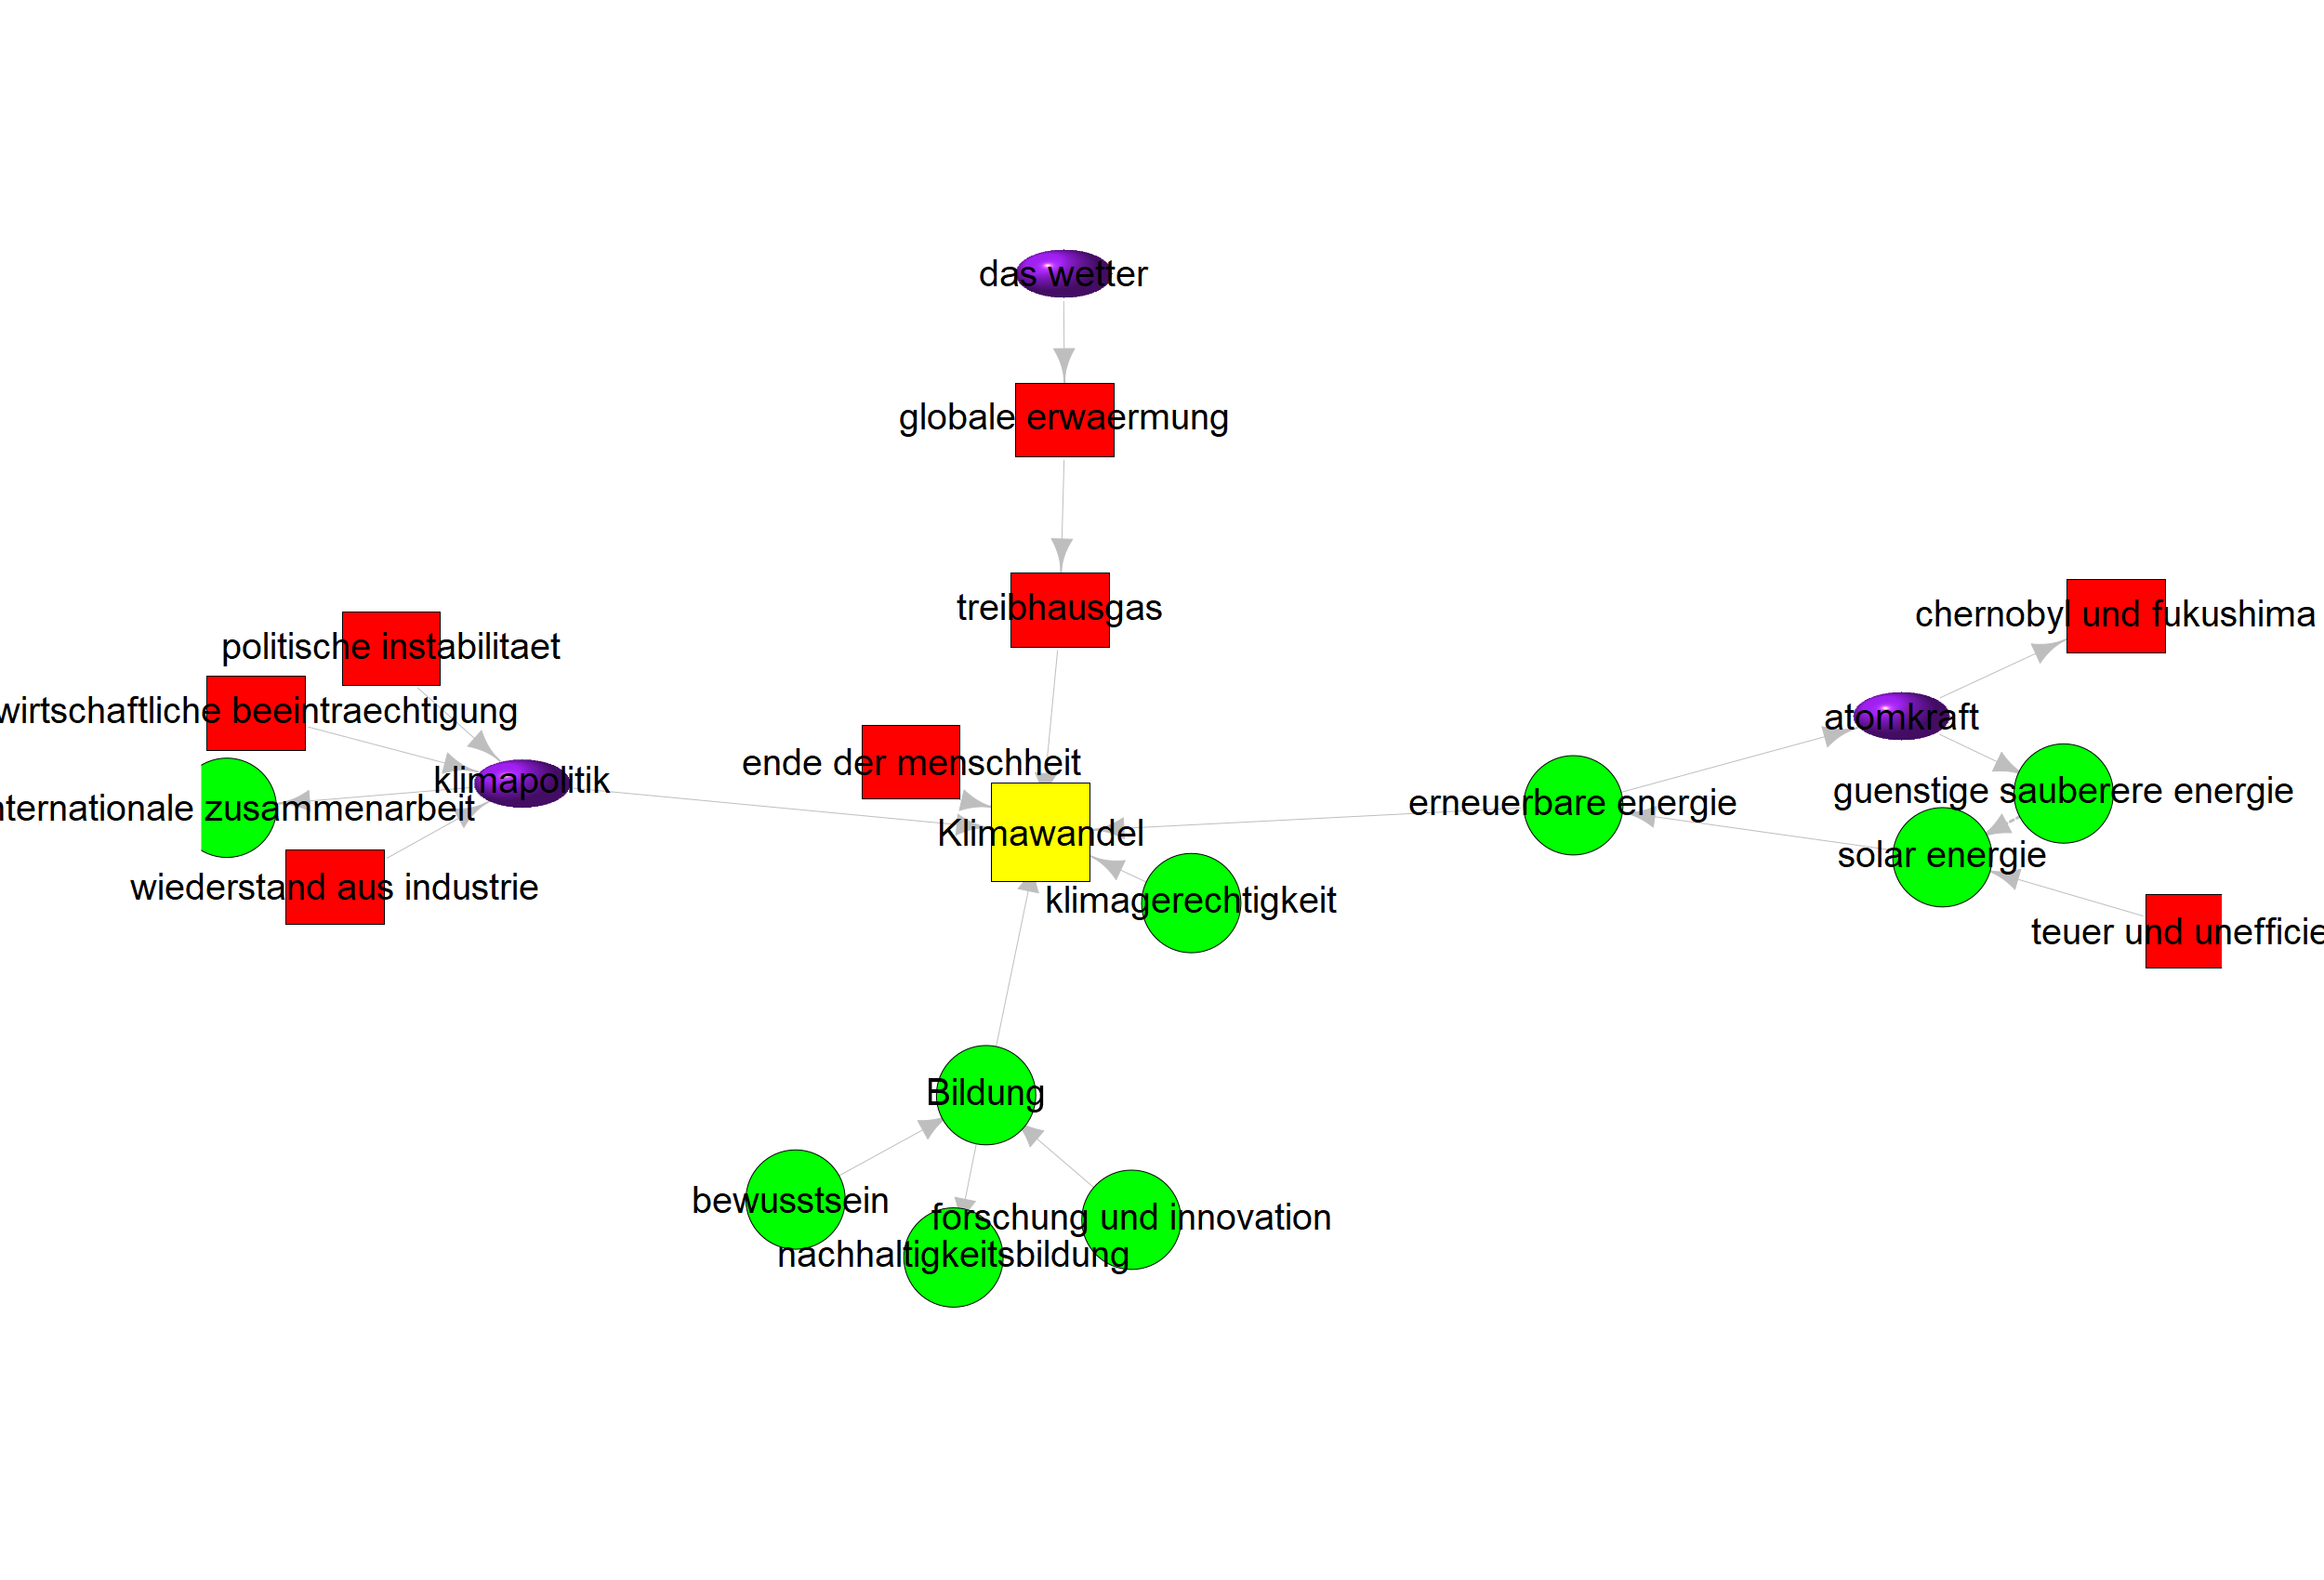 das wetter
globale erwaermung
treibhausgas
chernobyl und fukushima
politische instabilitaet
wirtschaftliche beeintraechtigung
atomkraft
ende der menschheit
klimapolitik
guenstige sauberere energie
erneuerbare energie
nternationale zusammenarbeit
Klimawandel
solar energie
wiederstand aus industrie
klimagerechtigkeit
teuer und unefficie
Bildung
bewusstsein
forschung und innovation
nachhaltigkeitsbildung